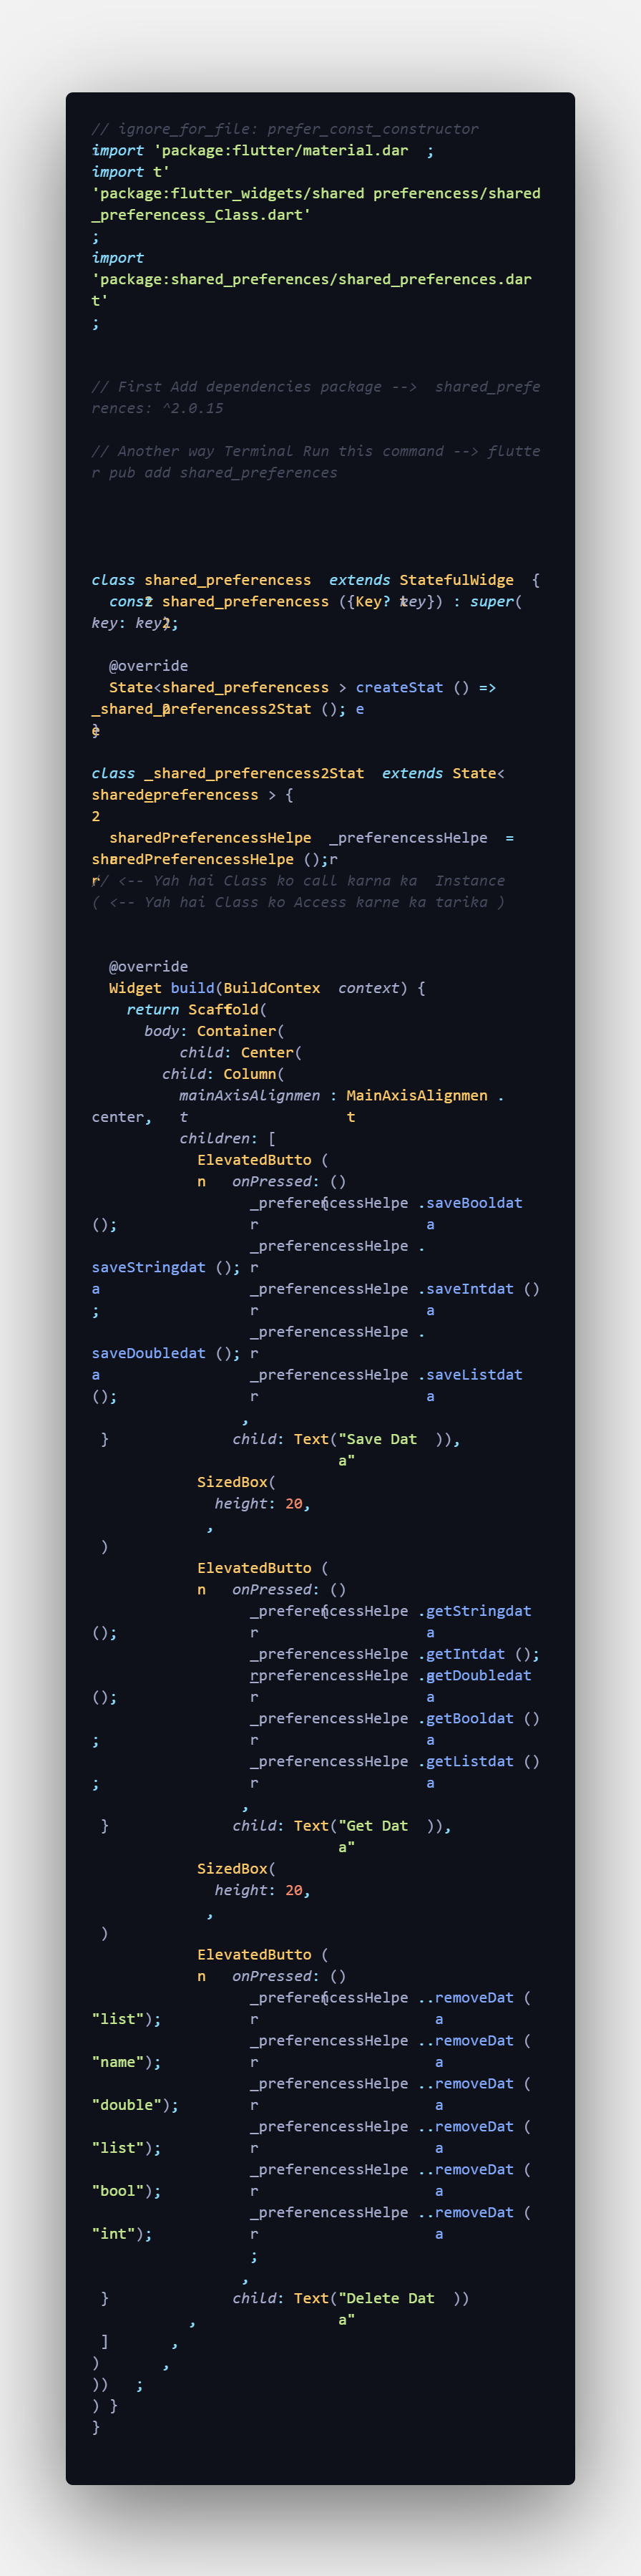 // ignore_for_file: prefer_const_constructor
import 'package:flutter/material.dar  ;
import t'
'package:flutter_widgets/shared preferencess/shared
_preferencess_Class.dart'
;
import
'package:shared_preferences/shared_preferences.dar
t'
;
// First Add dependencies package -->  shared_prefe
rences: ^2.0.15
// Another way Terminal Run this command --> flutte
r pub add shared_preferences
class shared_preferencess  extends StatefulWidge  {
  const shared_preferencess ({Key? key}) : super(
key: key);
  @override
  State<shared_preferencess > createStat () =>
_shared_preferencess2Stat (); e
}
class _shared_preferencess2Stat  extends State<
shared_preferencess > {
2
  sharedPreferencessHelpe  _preferencessHelpe  =
sharedPreferencessHelpe ();r
r// <-- Yah hai Class ko call karna ka  Instance
( <-- Yah hai Class ko Access karne ka tarika )
  @override
  Widget build(BuildContex  context) {
    return Scaffold(
      body: Container(
          child: Center(
        child: Column(
          mainAxisAlignmen : MainAxisAlignmen .
center,   t                  t
          children: [
            ElevatedButto (
            n   onPressed: ()
                  _preferencessHelpe .saveBooldat
();               r                   a
                  _preferencessHelpe .
saveStringdat (); r
a                 _preferencessHelpe .saveIntdat ()
;                 r                   a
                  _preferencessHelpe .
saveDoubledat (); r
a                 _preferencessHelpe .saveListdat
();               r                   a
                 ,
 }              child: Text("Save Dat  )),
                            a"
            SizedBox(
              height: 20,
             ,
 )
            ElevatedButto (
            n   onPressed: ()
                  _preferencessHelpe .getStringdat
();               r                   a
                  _preferencessHelpe .getIntdat ();
                  _preferencessHelpe .getDoubledat
();               r                   a
                  _preferencessHelpe .getBooldat ()
;                 r                   a
                  _preferencessHelpe .getListdat ()
;                 r                   a
                 ,
 }              child: Text("Get Dat  )),
                            a"
            SizedBox(
              height: 20,
             ,
 )
            ElevatedButto (
            n   onPressed: ()
                  _preferencessHelpe ..removeDat (
"list");          r                    a
                  _preferencessHelpe ..removeDat (
"name");          r                    a
                  _preferencessHelpe ..removeDat (
"double");        r                    a
                  _preferencessHelpe ..removeDat (
"list");          r                    a
                  _preferencessHelpe ..removeDat (
"bool");          r                    a
                  _preferencessHelpe ..removeDat (
"int");           r                    a
                  ;
                 ,
 }              child: Text("Delete Dat  ))
           ,                a"
 ]       ,
)       ,
))   ;
) }
}